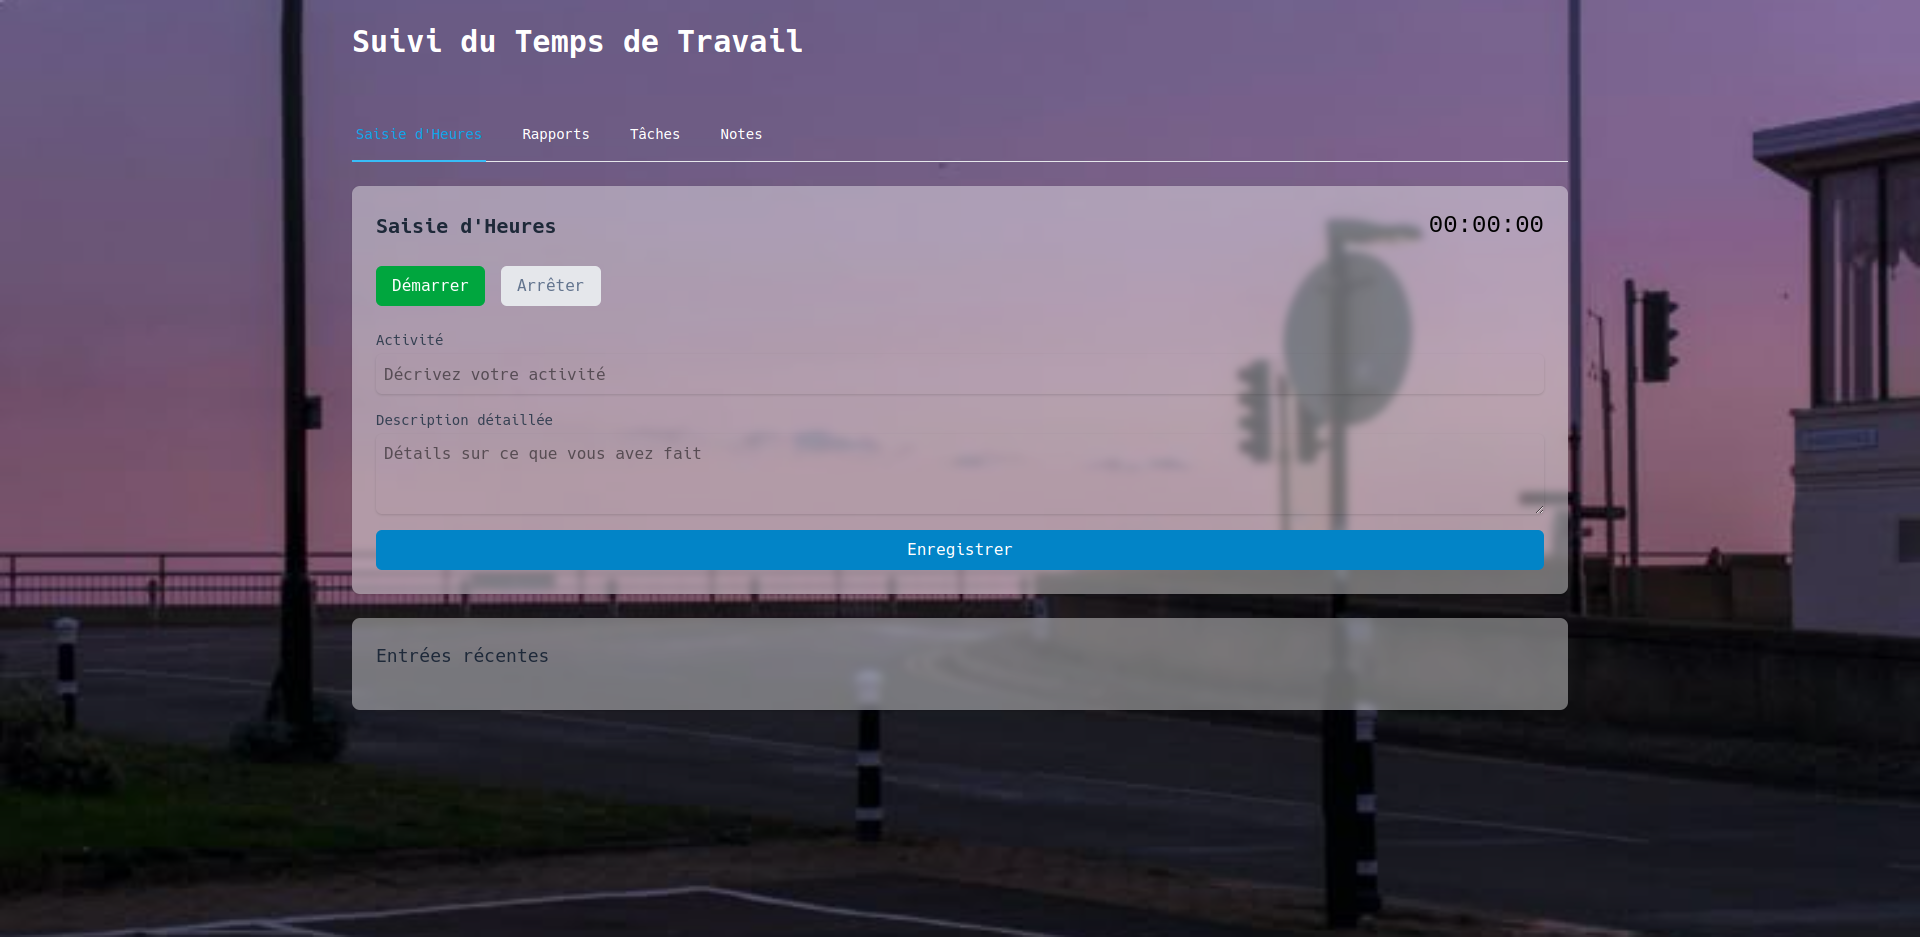 Suivi du Temps de Travail
Saisie d'Heures Rapports Tâches Notes
Saisie d'Heures 00:00:00
Démarrer Arrêter
Activité
Décrivez votre activité
Description détaillée
Détails sur ce que vous avez fait
Enregistrer
Entrées récentes